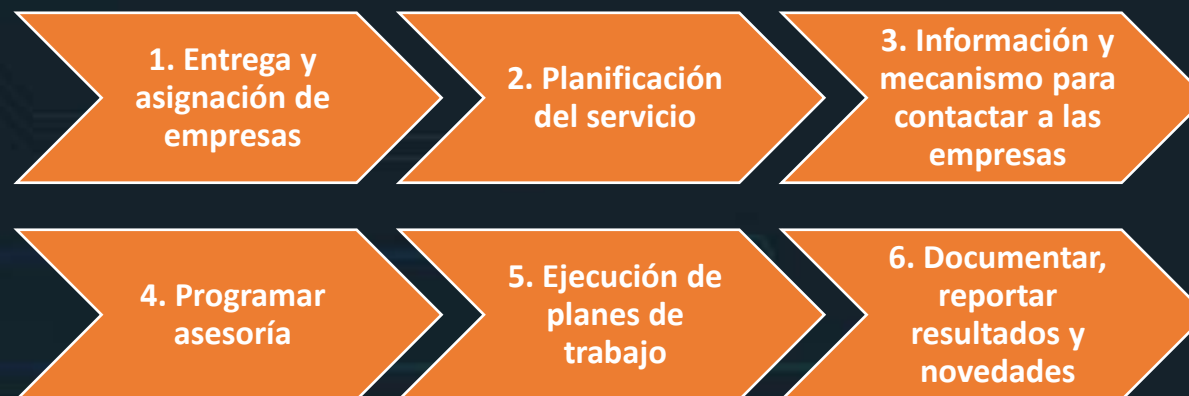 1. Entrega y
asignación de
empresas
2. Planificación
del servicio
3. Información y
mecanismo para
contactar a las
empresas
4. Programar
asesoría
5. Ejecución de
planes de
trabajo
6. Documentar,
reportar
resultados y
novedades